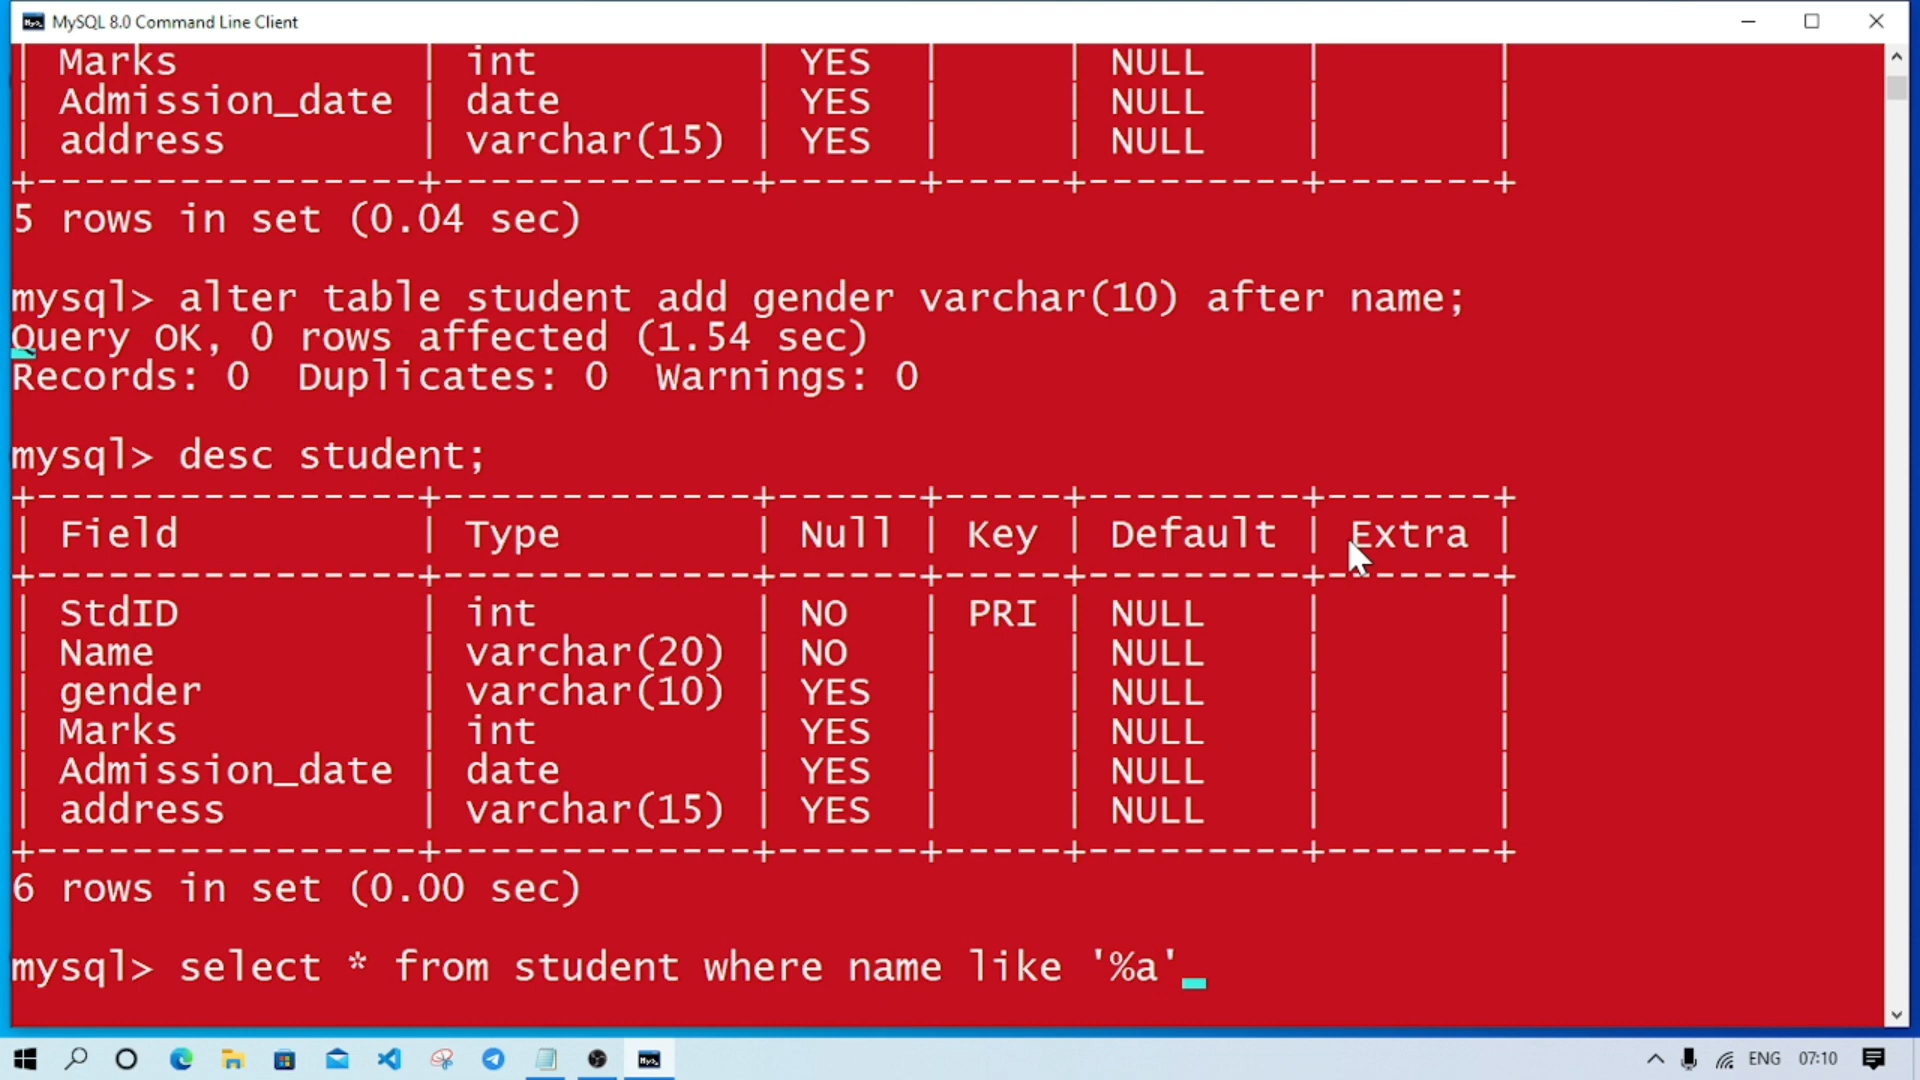 MySQL 8.0 Command Line Client
| Marks | int | YES | | NULL | |
| Admission_date | date | YES | | NULL | |
| address | varchar(15) | YES | | NULL | |
+----------------+-------------+------+-----+---------+-------+
5 rows in set (0.04 sec)
mysql> alter table student add gender varchar(10) after name;
Query OK, 0 rows affected (1.54 sec)
Records: 0  Duplicates: 0  Warnings: 0
mysql> desc student;
+----------------+-------------+------+-----+---------+-------+
| Field | Type | Null | Key | Default | Extra |
+----------------+-------------+------+-----+---------+-------+
| StdID | int | NO | PRI | NULL | |
| Name | varchar(20) | NO | | NULL | |
| gender | varchar(10) | YES | | NULL | |
| Marks | int | YES | | NULL | |
| Admission_date | date | YES | | NULL | |
| address | varchar(15) | YES | | NULL | |
+----------------+-------------+------+-----+---------+-------+
6 rows in set (0.00 sec)
mysql> select * from student where name like '%a'
ENG 07:10